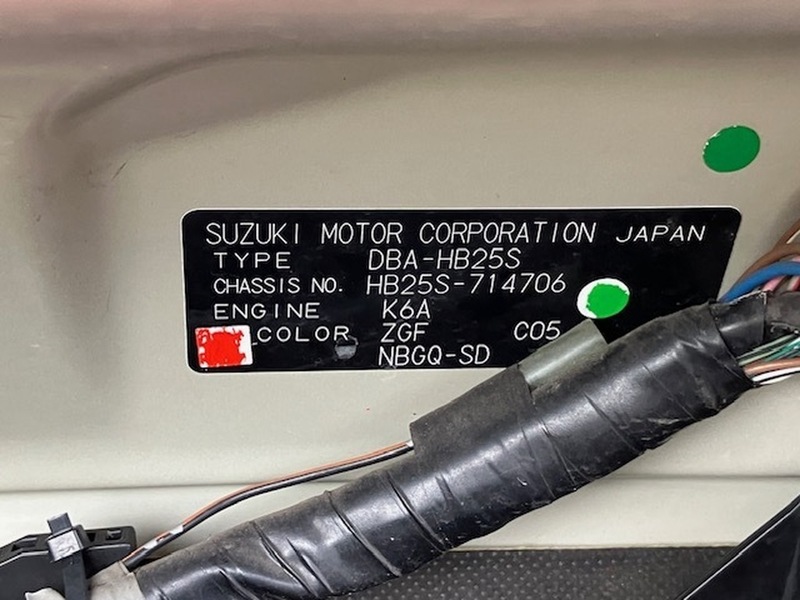 SUZUKI MOTOR CORPORATION JAPAN
TYPE DBA-HB25S
CHASSIS NO. HB25S-714706
ENGINE K6A
COLOR ZGF C05
NBGQ-SD